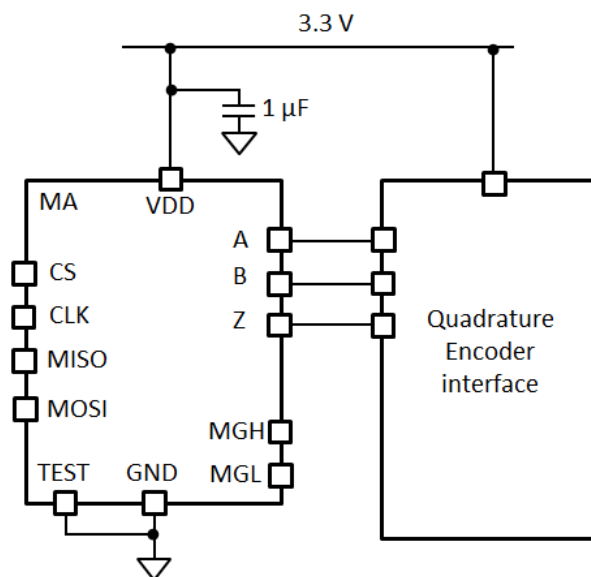 3.3 V
1 µF
MA
VDD
A
B
CS
Z
CLK
Quadrature
Encoder
interface
MISO
MOSI
MGH
TEST
GND
MGL